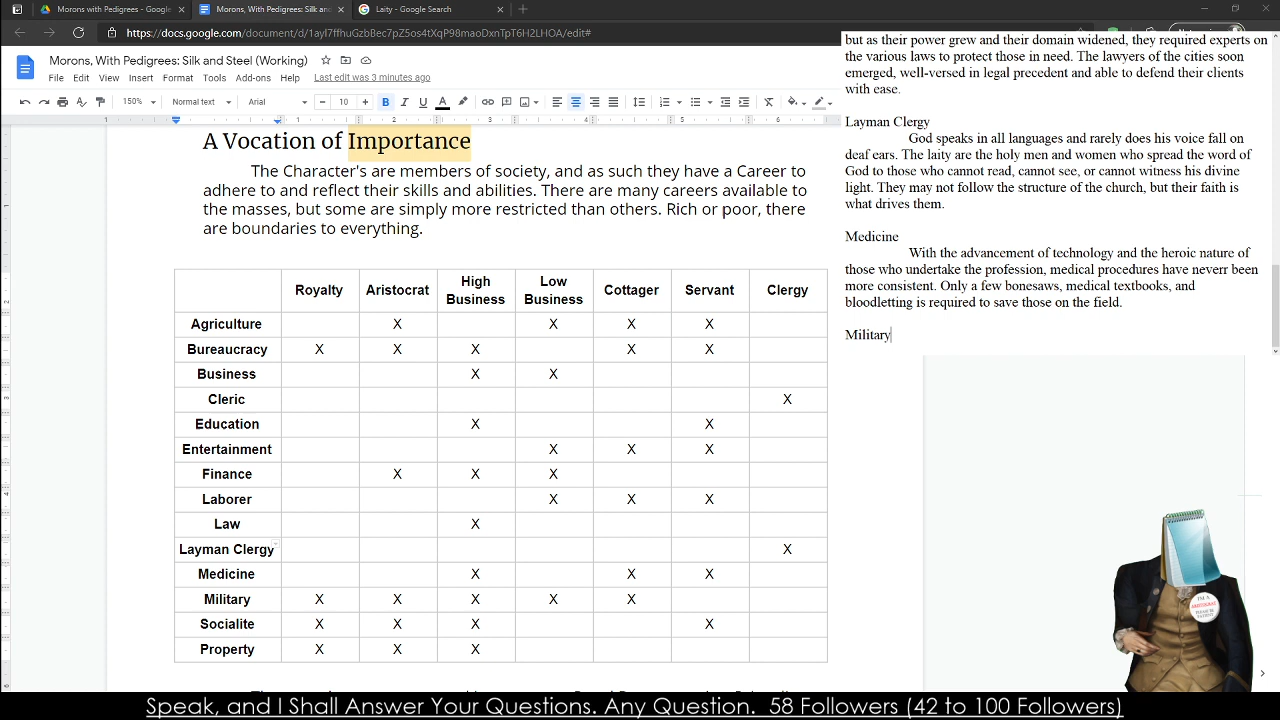 Morons with Pedigrees - Google
Morons, With Pedigrees: Silk and
Laity - Google Search
https://docs.google.com/document/d/1ayI7ffhuGzbBec7pZ5os4tXqP98maoDxnTpT6H2LHOA/edit#
Morons, With Pedigrees: Silk and Steel (Working)
File Edit View Insert Format Tools Add-ons Help Last edit was 3 minutes ago
150% Normal text Arial 10
A Vocation of Importance
The Character's are members of society, and as such they have a Career to
adhere to and reflect their skills and abilities. There are many careers available to
the masses, but some are simply more restricted than others. Rich or poor, there
are boundaries to everything.
Royalty Aristocrat High Business Low Business Cottager Servant Clergy
Agriculture X X X X
Bureaucracy X X X X X
Business X X
Cleric X
Education X X
Entertainment X X X
Finance X X X
Laborer X X X
Law X
Layman Clergy X
Medicine X X X
Military X X X X X
Socialite X X X X
Property X X X
but as their power grew and their domain widened, they required experts on
the various laws to protect those in need. The lawyers of the cities soon
emerged, well-versed in legal precedent and able to defend their clients
with ease.
Layman Clergy
God speaks in all languages and rarely does his voice fall on
deaf ears. The laity are the holy men and women who spread the word of
God to those who cannot read, cannot see, or cannot witness his divine
light. They may not follow the structure of the church, but their faith is
what drives them.
Medicine
With the advancement of technology and the heroic nature of
those who undertake the profession, medical procedures have neverr been
more consistent. Only a few bonesaws, medical textbooks, and
bloodletting is required to save those on the field.
Military
I'M A
ARISTOCRAT
PLEASE BE
PATIENT
Speak, and I Shall Answer Your Questions. Any Question. 58 Followers (42 to 100 Followers)